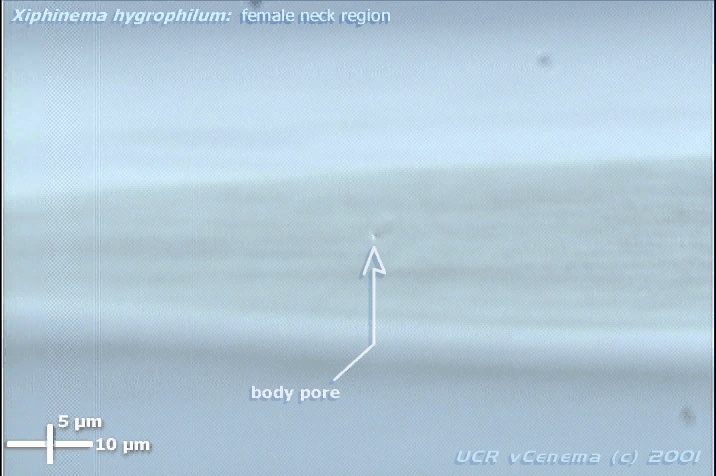 Xiphinema hygrophilum: female neck region
body pore
5 µm
10 µm
UCR vCenema (c) 2001